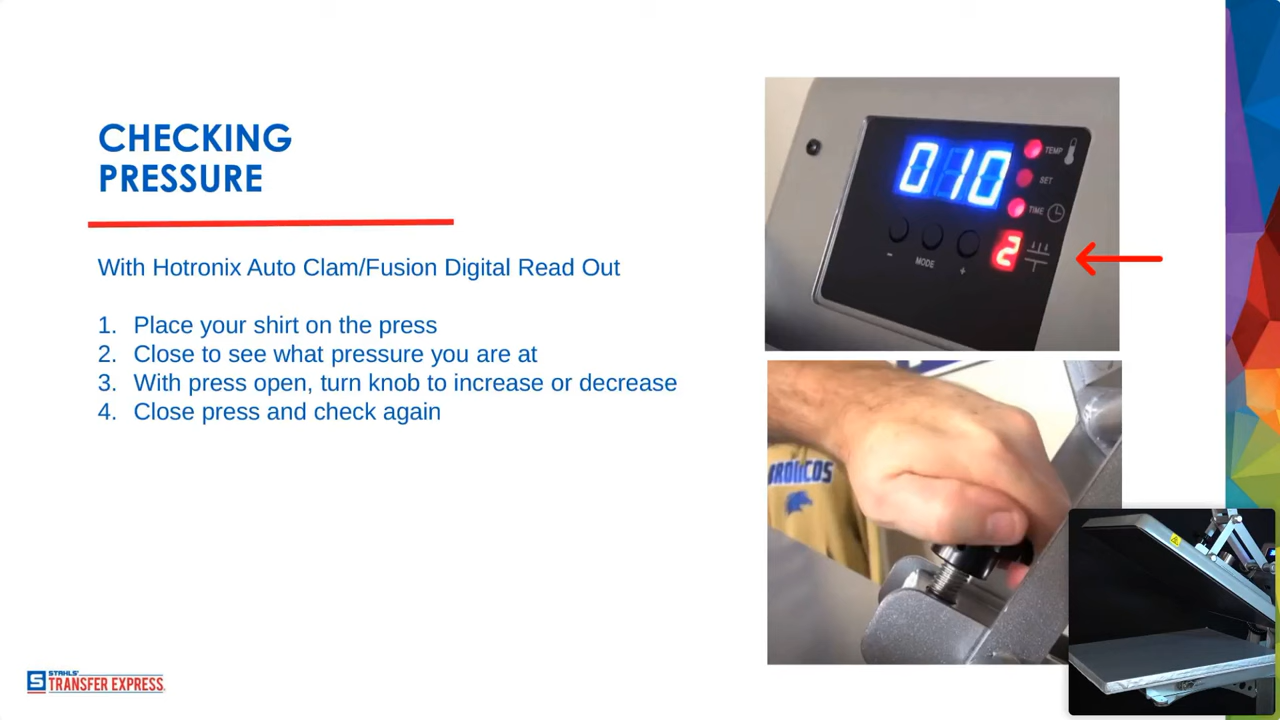 CHECKING
PRESSURE
With Hotronix Auto Clam/Fusion Digital Read Out
1. Place your shirt on the press
2. Close to see what pressure you are at
3. With press open, turn knob to increase or decrease
4. Close press and check again
010
TEMP
SET
TIME
2
- MODE +
BRONCOS
S STAHLS'
TRANSFER EXPRESS